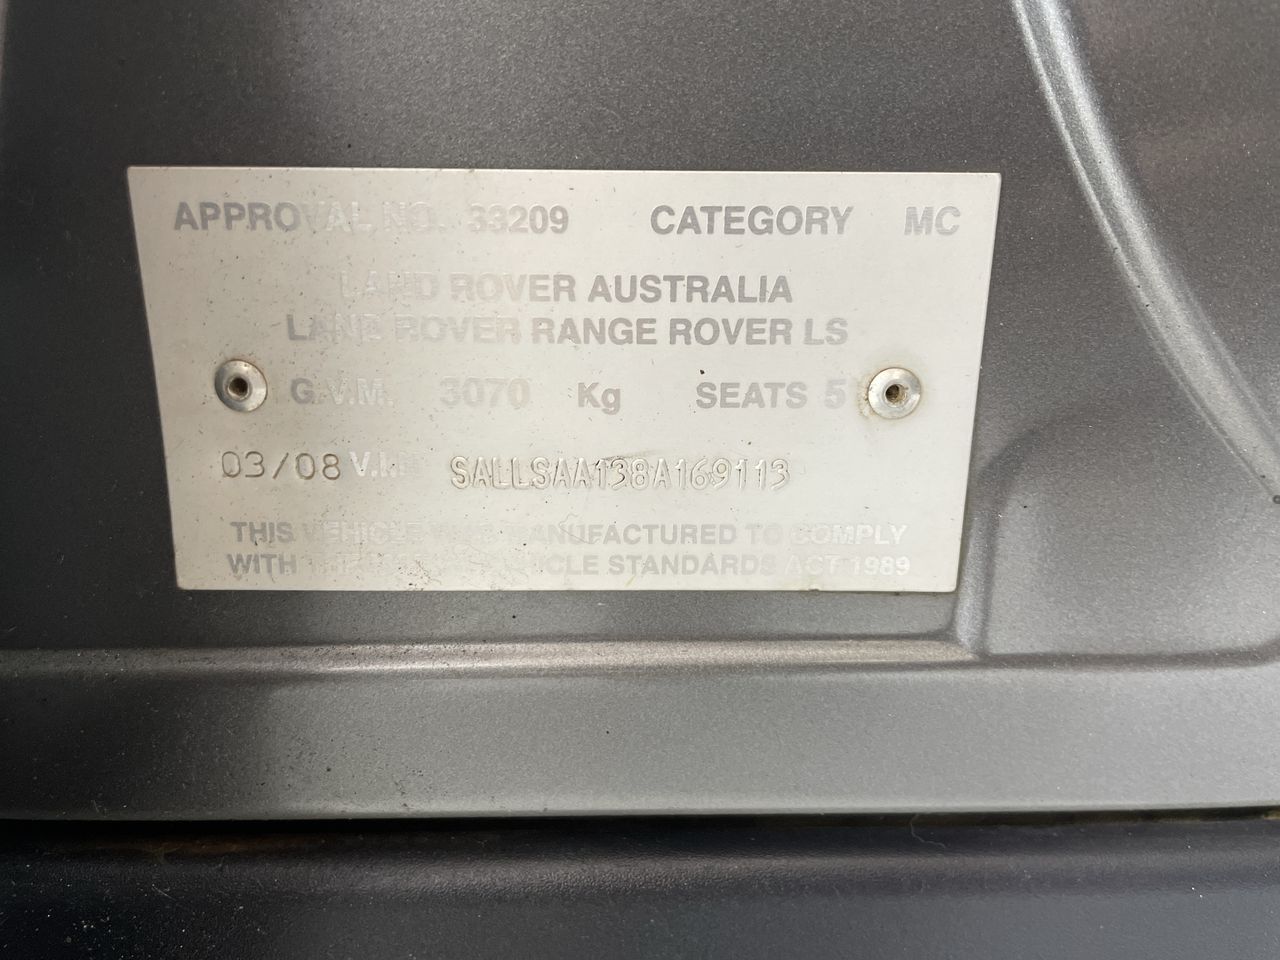 APPROVAL NO. 33209 CATEGORY MC
LAND ROVER AUSTRALIA
LAND ROVER RANGE ROVER LS
G.V.M. 3070 Kg SEATS 5
03/08 V.I.N SALLSAA138A169113
THIS VEHICLE WAS MANUFACTURED TO COMPLY
WITH THE MOTOR VEHICLE STANDARDS ACT 1989